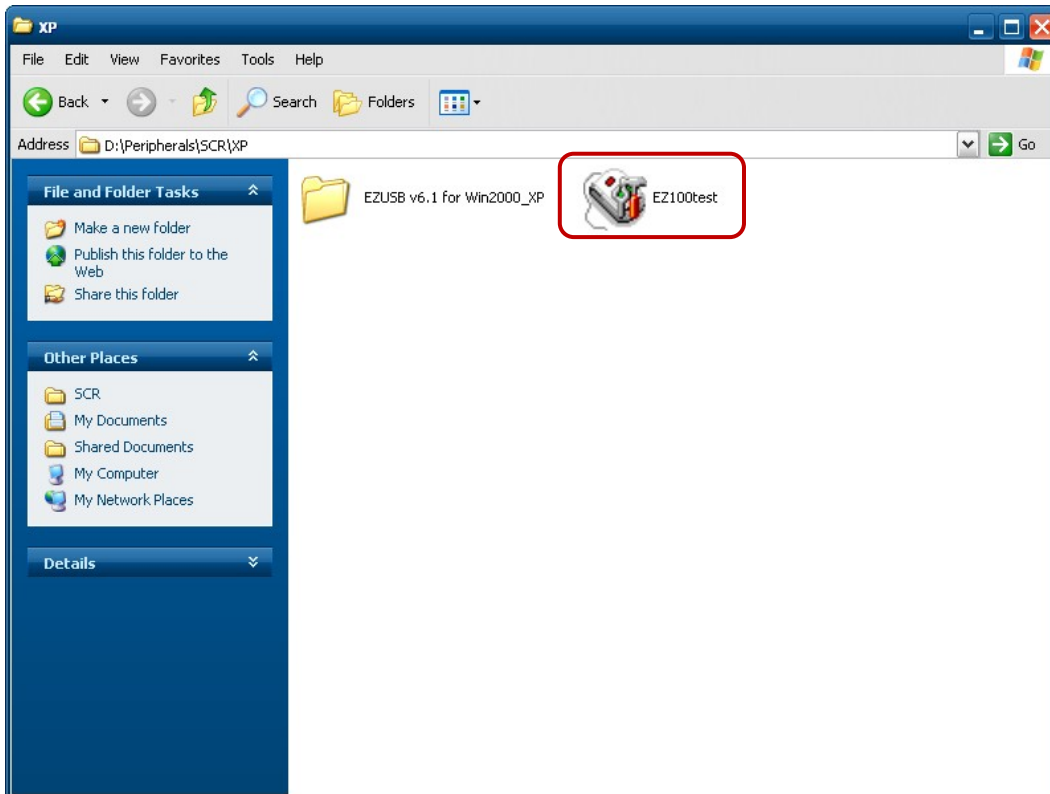 XP
File Edit View Favorites Tools Help
Back Search Folders
Address D:\Peripherals\SCR\XP Go
File and Folder Tasks
Make a new folder
Publish this folder to the
Web
Share this folder
Other Places
SCR
My Documents
Shared Documents
My Computer
My Network Places
Details
EZUSB v6.1 for Win2000_XP
EZ100test